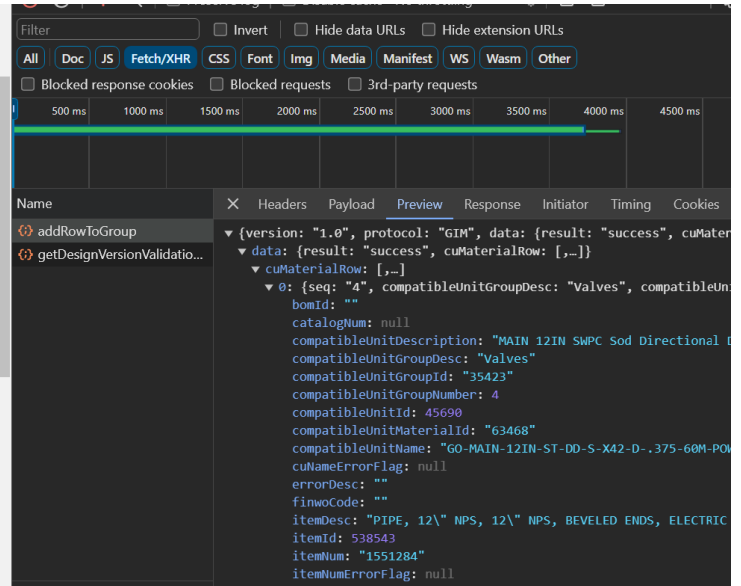 Filter Invert Hide data URLs Hide extension URLs
All Doc JS Fetch/XHR CSS Font Img Media Manifest WS Wasm Other
Blocked response cookies Blocked requests 3rd-party requests
500 ms 1000 ms 1500 ms 2000 ms 2500 ms 3000 ms 3500 ms 4000 ms 4500 ms
Name Headers Payload Preview Response Initiator Timing Cookies
addRowToGroup
getDesignVersionValidatio...
{version: "1.0", protocol: "GIM", data: {result: "success", cuMater
data: {result: "success", cuMaterialRow: [,…]}
cuMaterialRow: [,…]
0: {seq: "4", compatibleUnitGroupDesc: "Valves", compatibleUni
bomId: ""
catalogNum: null
compatibleUnitDescription: "MAIN 12IN SWPC Sod Directional D
compatibleUnitGroupDesc: "Valves"
compatibleUnitGroupId: "35423"
compatibleUnitGroupNumber: 4
compatibleUnitId: 45690
compatibleUnitMaterialId: "63468"
compatibleUnitName: "GO-MAIN-12IN-ST-DD-S-X42-D-.375-60M-POW
cuNameErrorFlag: null
errorDesc: ""
finwoCode: ""
itemDesc: "PIPE, 12\" NPS, 12\" NPS, BEVELED ENDS, ELECTRIC
itemId: 538543
itemNum: "1551284"
itemNumErrorFlag: null